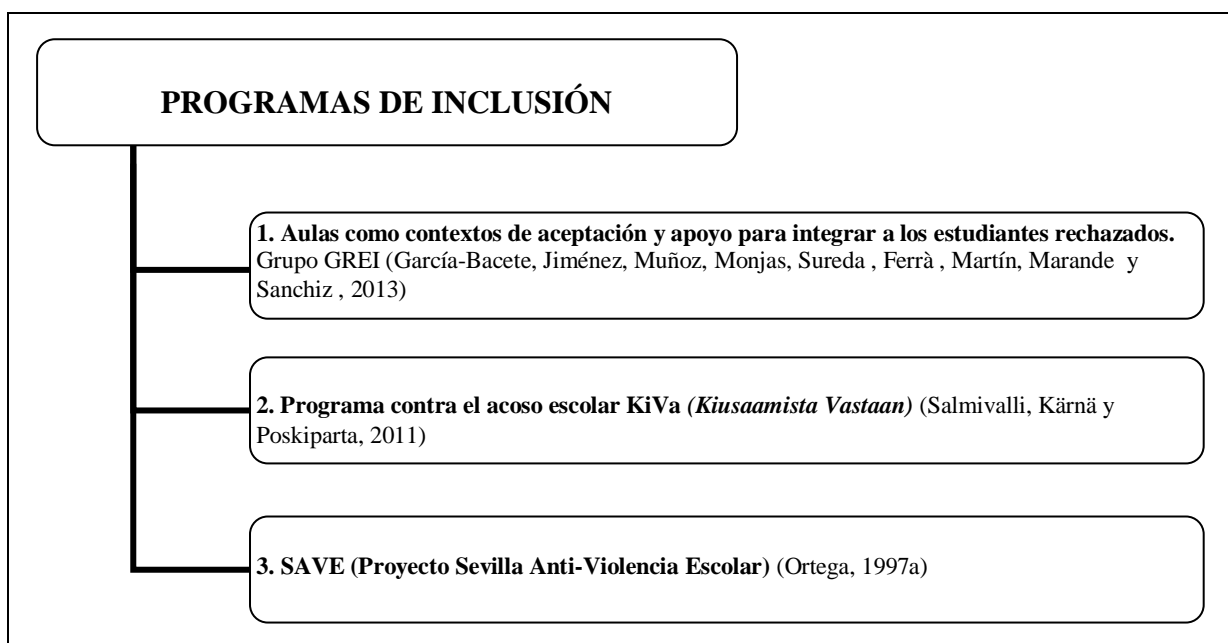 PROGRAMAS DE INCLUSIÓN
1. Aulas como contextos de aceptación y apoyo para integrar a los estudiantes rechazados.
Grupo GREI (García-Bacete, Jiménez, Muñoz, Monjas, Sureda , Ferrà , Martín, Marande y
Sanchiz , 2013)
2. Programa contra el acoso escolar KiVa (Kiusaamista Vastaan) (Salmivalli, Kärnä y
Poskiparta, 2011)
3. SAVE (Proyecto Sevilla Anti-Violencia Escolar) (Ortega, 1997a)